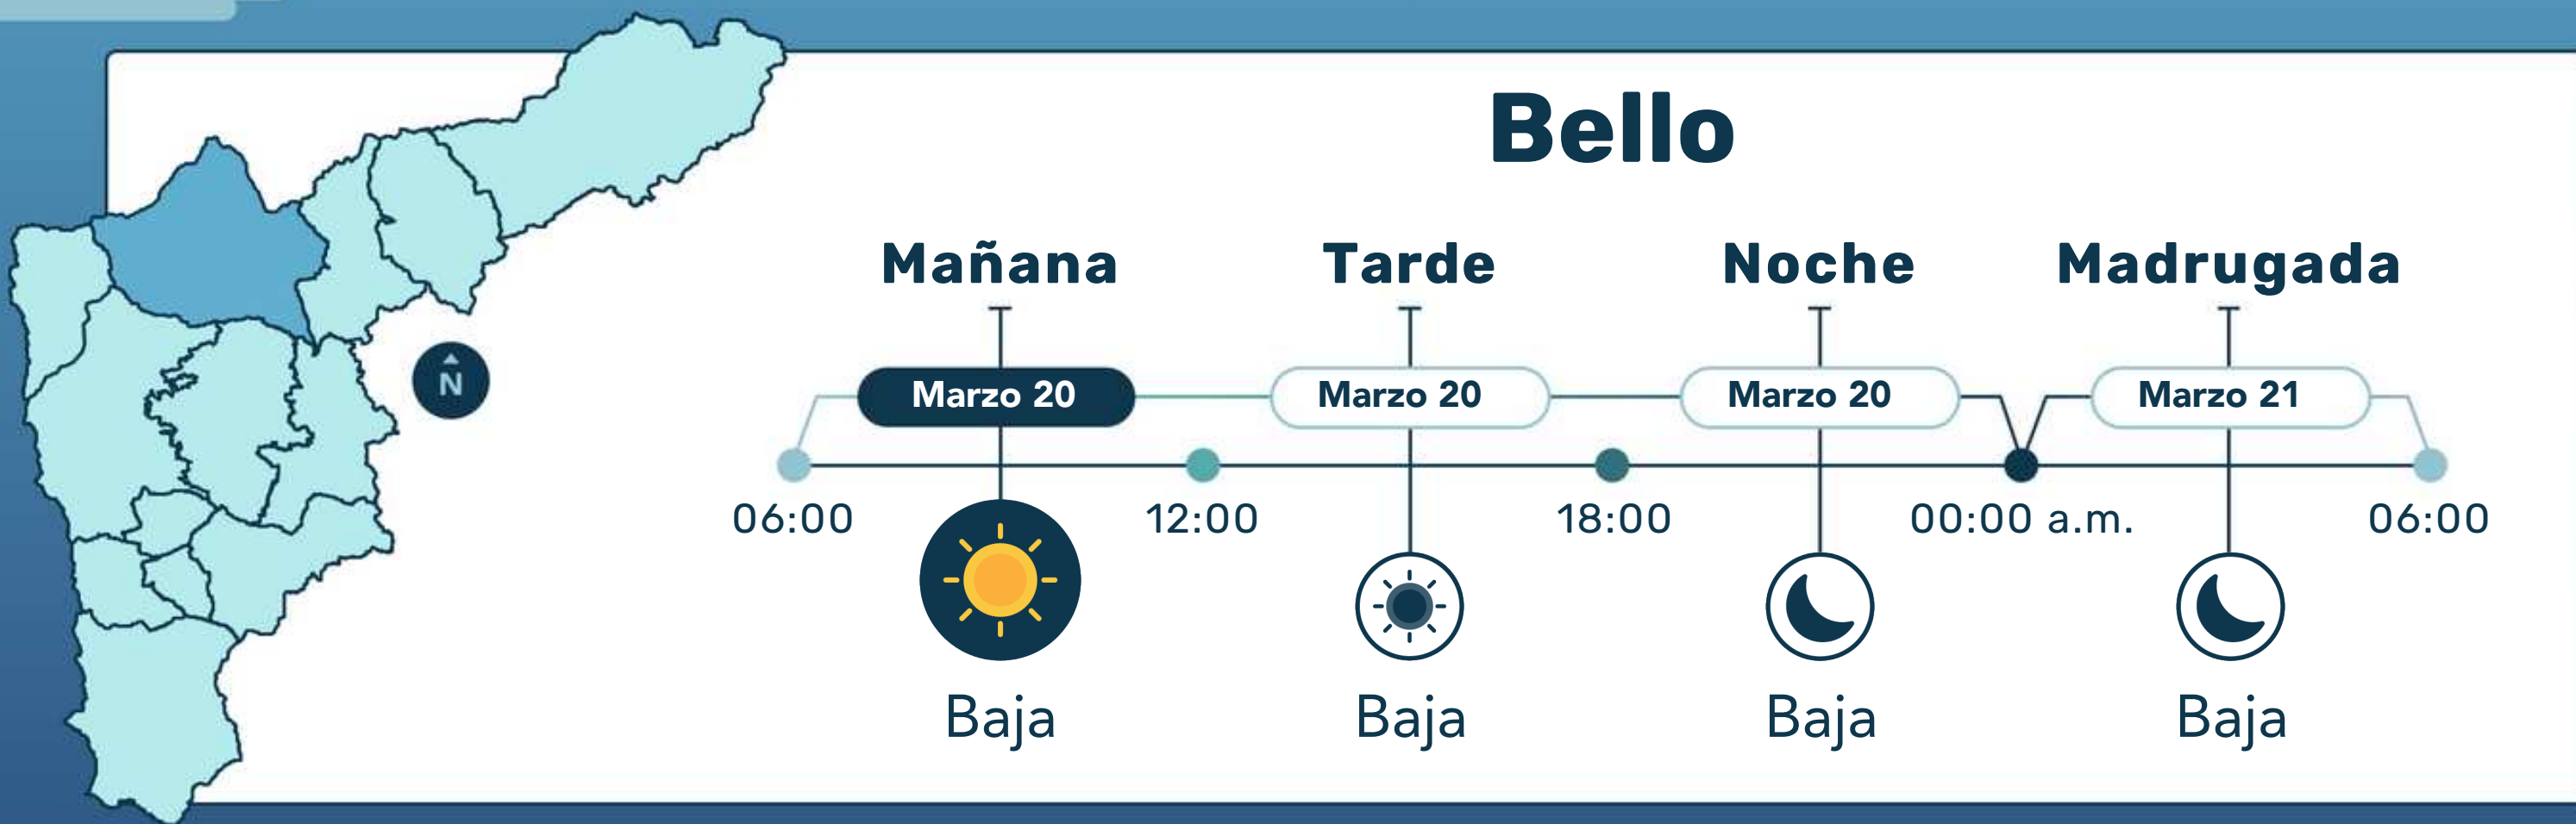 Bello
Mañana Tarde Noche Madrugada
N
Marzo 20 Marzo 20 Marzo 20 Marzo 21
06:00 12:00 18:00 00:00 a.m. 06:00
Baja Baja Baja Baja